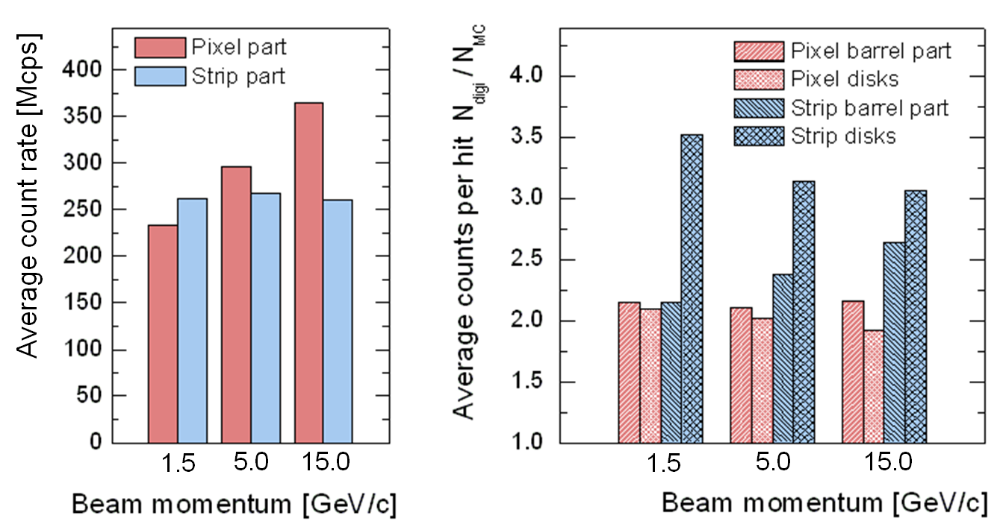 Average count rate [Mcps]
400
350
300
250
200
150
100
50
0
Pixel part
Strip part
1.5 5.0 15.0
Beam momentum [GeV/c]
Average counts per hit N_digi / N_MC
4.0
3.5
3.0
2.5
2.0
1.5
1.0
Pixel barrel part
Pixel disks
Strip barrel part
Strip disks
1.5 5.0 15.0
Beam momentum [GeV/c]